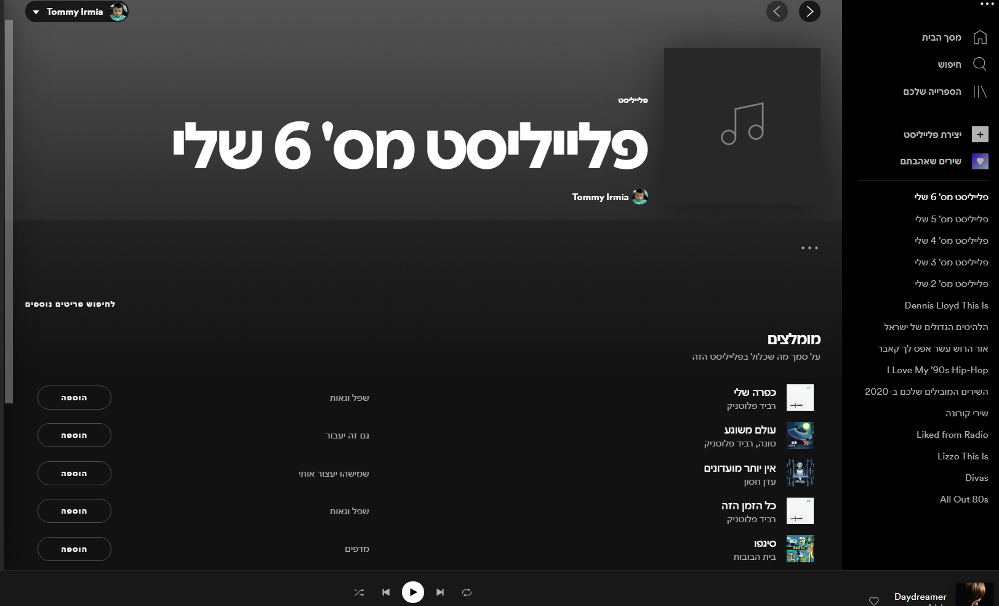 Tommy Irmia
מסך הבית
חיפוש
הספרייה שלכם
יצירת פלייליסט
שירים שאהבתם
פלייליסט מס' 6 שלי
פלייליסט מס' 5 שלי
פלייליסט מס' 4 שלי
פלייליסט מס' 3 שלי
פלייליסט מס' 2 שלי
Dennis Lloyd This Is
הלהיטים הגדולים של ישראל
אור הרוש עשר אפס לך קאבר
I Love My '90s Hip-Hop
השירים המובילים שלכם ב-2020
שירי קורונה
Liked from Radio
Lizzo This Is
Divas
All Out 80s
פלייליסט
פלייליסט מס' 6 שלי
Tommy Irmia
לחיפוש פריטים נוספים
מומלצים
על סמך מה שכלול בפלייליסט הזה
כפרה שלי
רביד פלוטניק
שפל וגאות
הוספה
עולם משוגע
טונה, רביד פלוטניק
גם זה יעבור
הוספה
אין יותר מועדונים
עדן חסון
שמישהו יעצור אותי
הוספה
כל הזמן הזה
רביד פלוטניק
שפל וגאות
הוספה
סיגפו
בית הבובות
מדפים
הוספה
Daydreamer